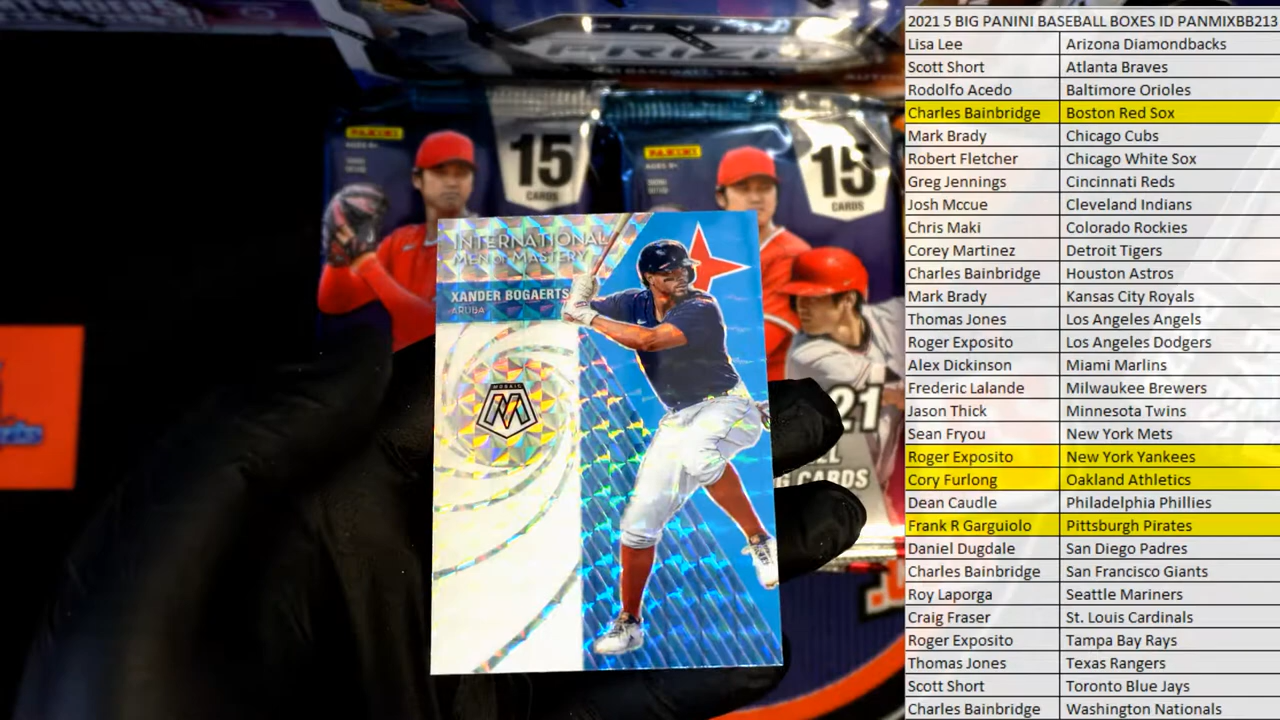 PRIZM
PANINI
15
CARDS
PANINI
15
CARDS
INTERNATIONAL
MEN OF MASTERY
XANDER BOGAERTS
ARUBA
MOSAIC
M
21
CARDS
2021 5 BIG PANINI BASEBALL BOXES ID PANMIXBB213
Lisa Lee Arizona Diamondbacks
Scott Short Atlanta Braves
Rodolfo Acedo Baltimore Orioles
Charles Bainbridge Boston Red Sox
Mark Brady Chicago Cubs
Robert Fletcher Chicago White Sox
Greg Jennings Cincinnati Reds
Josh Mccue Cleveland Indians
Chris Maki Colorado Rockies
Corey Martinez Detroit Tigers
Charles Bainbridge Houston Astros
Mark Brady Kansas City Royals
Thomas Jones Los Angeles Angels
Roger Exposito Los Angeles Dodgers
Alex Dickinson Miami Marlins
Frederic Lalande Milwaukee Brewers
Jason Thick Minnesota Twins
Sean Fryou New York Mets
Roger Exposito New York Yankees
Cory Furlong Oakland Athletics
Dean Caudle Philadelphia Phillies
Frank R Garguiolo Pittsburgh Pirates
Daniel Dugdale San Diego Padres
Charles Bainbridge San Francisco Giants
Roy Laporga Seattle Mariners
Craig Fraser St. Louis Cardinals
Roger Exposito Tampa Bay Rays
Thomas Jones Texas Rangers
Scott Short Toronto Blue Jays
Charles Bainbridge Washington Nationals